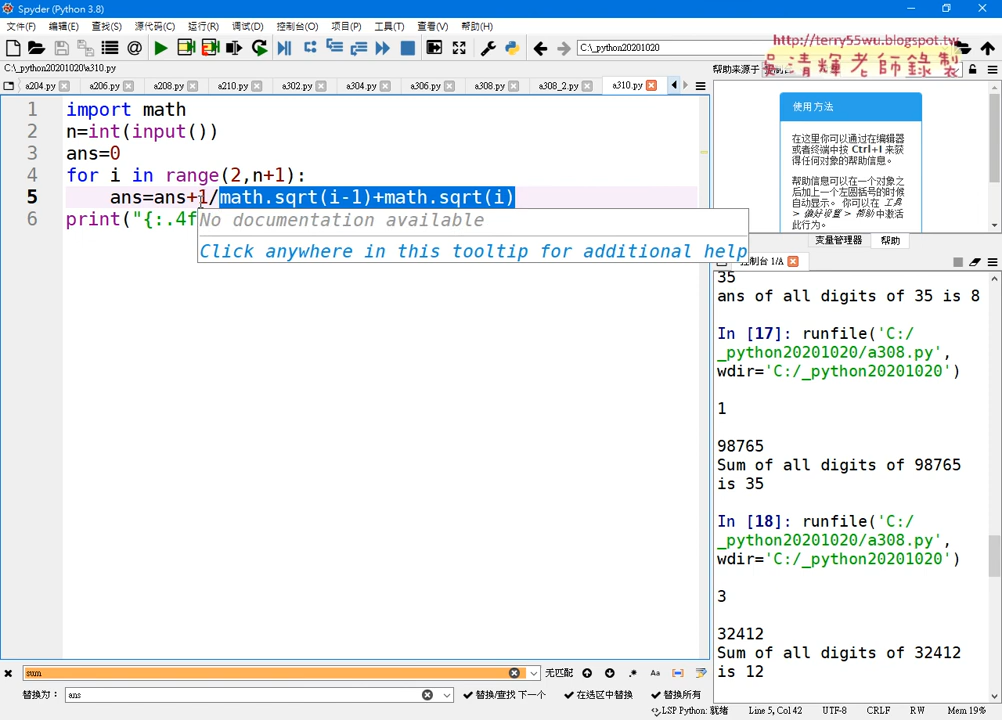 Spyder (Python 3.8)
文件(F) 编辑(E) 查找(S) 源代码(C) 运行(R) 调试(D) 控制台(O) 项目(P) 工具(T) 查看(V) 帮助(H)
C:\_python20201020
http://terry55wu.blogspot.tw
吳清輝老師錄製
C:\_python20201020\a310.py
帮助来源于
a204.py a206.py a208.py a210.py a302.py a304.py a306.py a308.py a308_2.py a310.py
1 import math
2 n=int(input())
3 ans=0
4 for i in range(2,n+1):
5 ans=ans+1/math.sqrt(i-1)+math.sqrt(i)
6 print("{:.4f
No documentation available
Click anywhere in this tooltip for additional help
使用方法
在这里你可以通过在编辑器
或者终端中按 Ctrl+I 来获
得任何对象的帮助信息。
帮助信息可以在一个对象之
后加上一个左圆括号的时候
自动显示。 你可以在 工具
> 偏好设置 > 帮助 中激活
此行为。
变量管理器 帮助
控制台 1/A
35
ans of all digits of 35 is 8
In [17]: runfile('C:/
_python20201020/a308.py',
wdir='C:/_python20201020')
1
98765
Sum of all digits of 98765
is 35
In [18]: runfile('C:/
_python20201020/a308.py',
wdir='C:/_python20201020')
3
32412
Sum of all digits of 32412
is 12
sum 无匹配 Aa
替换为： ans 替换/查找 下一个 在选区中替换 替换所有
LSP Python: 就绪 Line 5, Col 42 UTF-8 CRLF RW Mem 19%